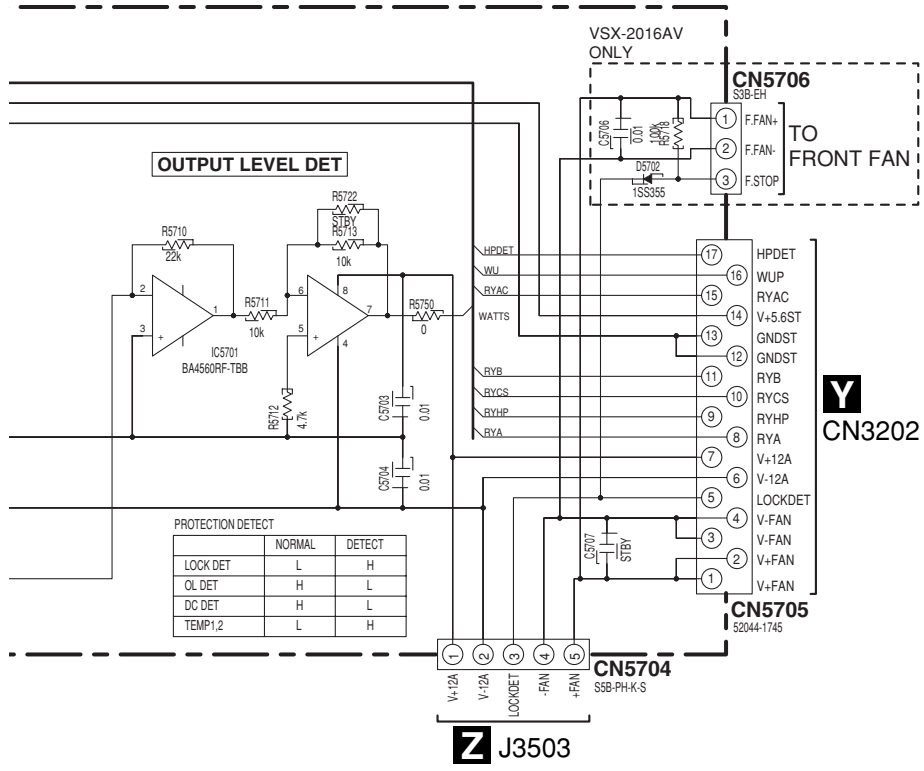 VSX-2016AV
ONLY
CN5706
S3B-EH
1 F.FAN+
2 F.FAN-
3 F.STOP
TO
FRONT FAN
C5706
0.01
100k
R5718
D5702
1SS355
OUTPUT LEVEL DET
R5722
STBY
R5713
10k
R5710
22k
2
3
+
1
R5711
10k
IC5701
BA4560RF-TBB
6
5
+
8
7
4
R5750
0
R5712
4.7k
C5703
0.01
C5704
0.01
HPDET
WU
RYAC
WATTS
RYB
RYCS
RYHP
RYA
17 HPDET
16 WUP
15 RYAC
14 V+5.6ST
13 GNDST
12 GNDST
11 RYB
10 RYCS
9 RYHP
8 RYA
7 V+12A
6 V-12A
5 LOCKDET
4 V-FAN
3 V-FAN
2 V+FAN
1 V+FAN
Y
CN3202
CN5705
52044-1745
C5707
STBY
PROTECTION DETECT
NORMAL DETECT
LOCK DET L H
OL DET H L
DC DET H L
TEMP1,2 L H
1 2 3 4 5
V+12A
V-12A
LOCKDET
-FAN
+FAN
CN5704
S5B-PH-K-S
Z J3503